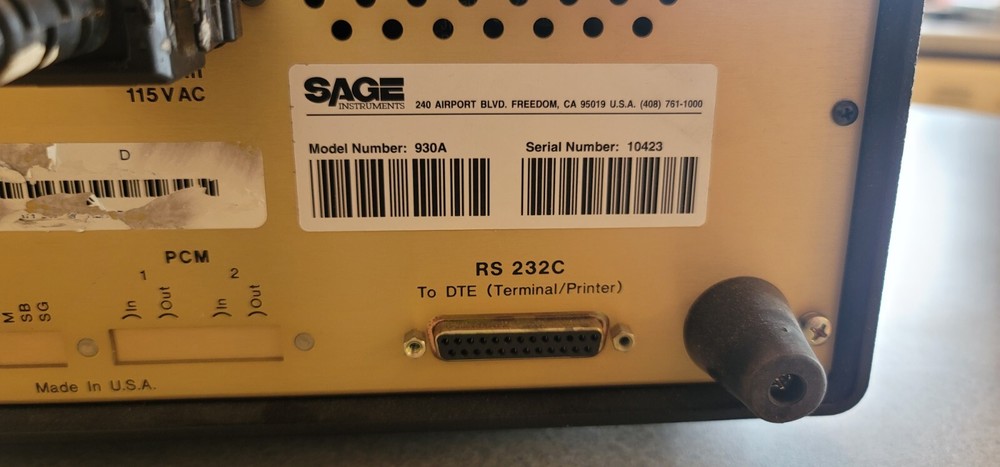 115 V AC
SAGE
INSTRUMENTS
240 AIRPORT BLVD. FREEDOM, CA 95019 U.S.A. (408) 761-1000
Model Number: 930A
Serial Number: 10423
D
PCM
1 2
)In )Out )In )Out
M
SB
SG
RS 232C
To DTE (Terminal/Printer)
Made In U.S.A.